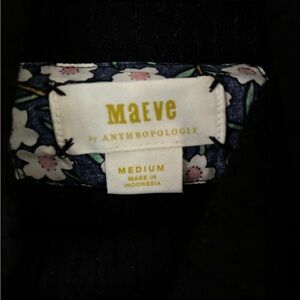 Maeve
by ANTHROPOLOGIE
MEDIUM
MADE IN
INDONESIA